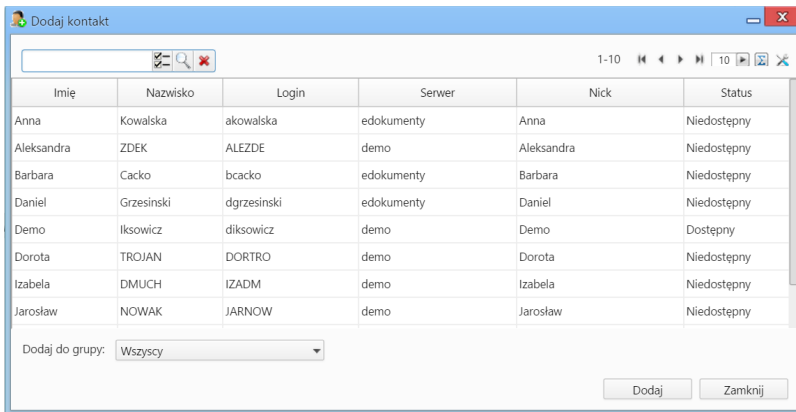 Dodaj kontakt
1-10 10
Imię Nazwisko Login Serwer Nick Status
Anna Kowalska akowalska edokumenty Anna Niedostępny
Aleksandra ZDEK ALEZDE demo Aleksandra Niedostępny
Barbara Cacko bcacko edokumenty Barbara Niedostępny
Daniel Grzesinski dgrzesinski edokumenty Daniel Niedostępny
Demo Iksowicz diksowicz demo Demo Dostępny
Dorota TROJAN DORTRO demo Dorota Niedostępny
Izabela DMUCH IZADM demo Izabela Niedostępny
Jarosław NOWAK JARNOW demo Jarosław Niedostępny
Dodaj do grupy: Wszyscy
Dodaj Zamknij